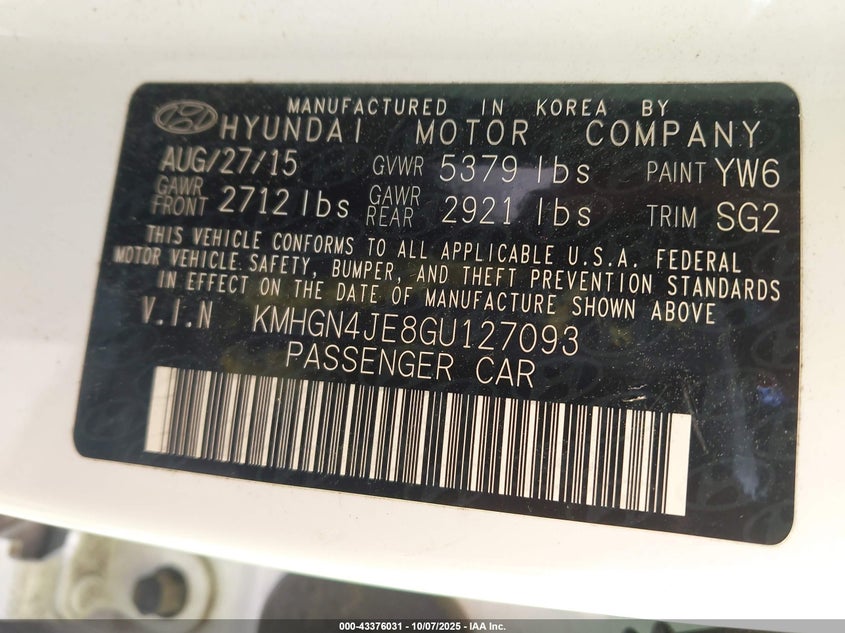 MANUFACTURED IN KOREA BY
HYUNDAI MOTOR COMPANY
AUG/27/15 GVWR 5379 lbs PAINT YW6
GAWR FRONT 2712 lbs GAWR REAR 2921 lbs TRIM SG2
THIS VEHICLE CONFORMS TO ALL APPLICABLE U.S.A. FEDERAL
MOTOR VEHICLE SAFETY, BUMPER, AND THEFT PREVENTION STANDARDS
IN EFFECT ON THE DATE OF MANUFACTURE SHOWN ABOVE
V.I.N KMHGN4JE8GU127093
PASSENGER CAR
000-43376031 - 10/07/2025 - IAA Inc.